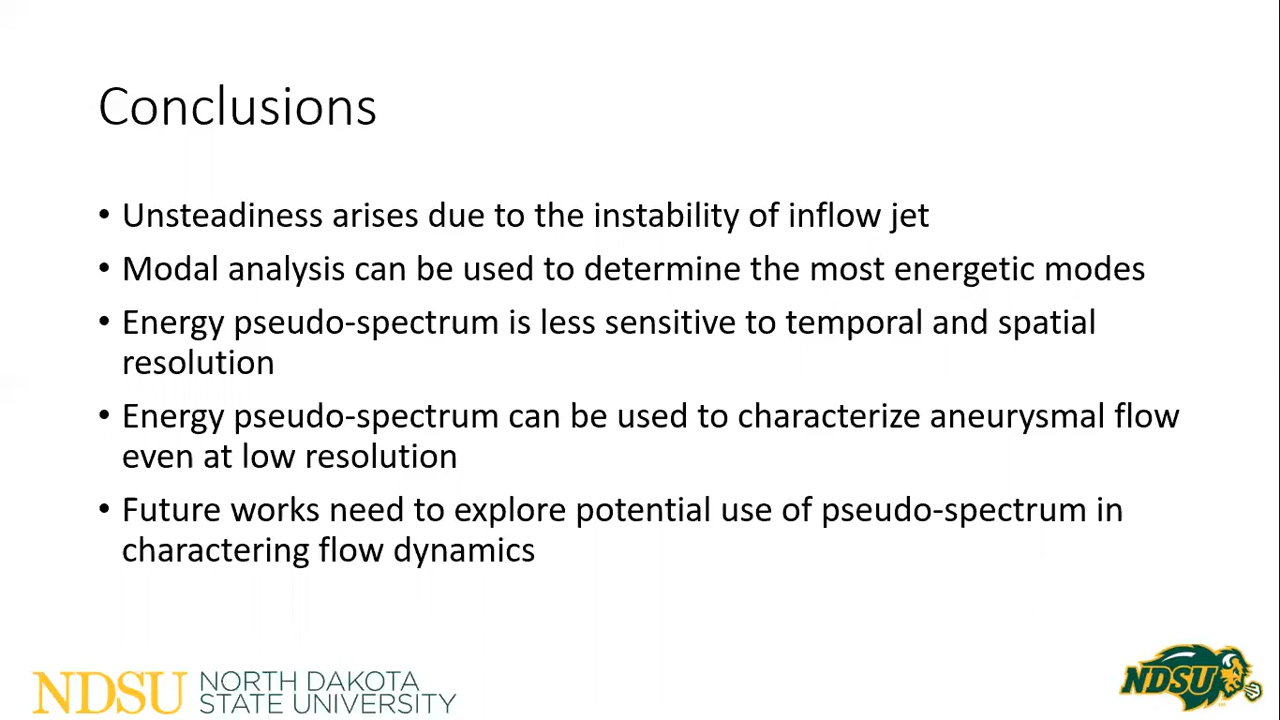 Conclusions
• Unsteadiness arises due to the instability of inflow jet
• Modal analysis can be used to determine the most energetic modes
• Energy pseudo-spectrum is less sensitive to temporal and spatial
resolution
• Energy pseudo-spectrum can be used to characterize aneurysmal flow
even at low resolution
• Future works need to explore potential use of pseudo-spectrum in
charactering flow dynamics
NDSU NORTH DAKOTA
STATE UNIVERSITY
NDSU